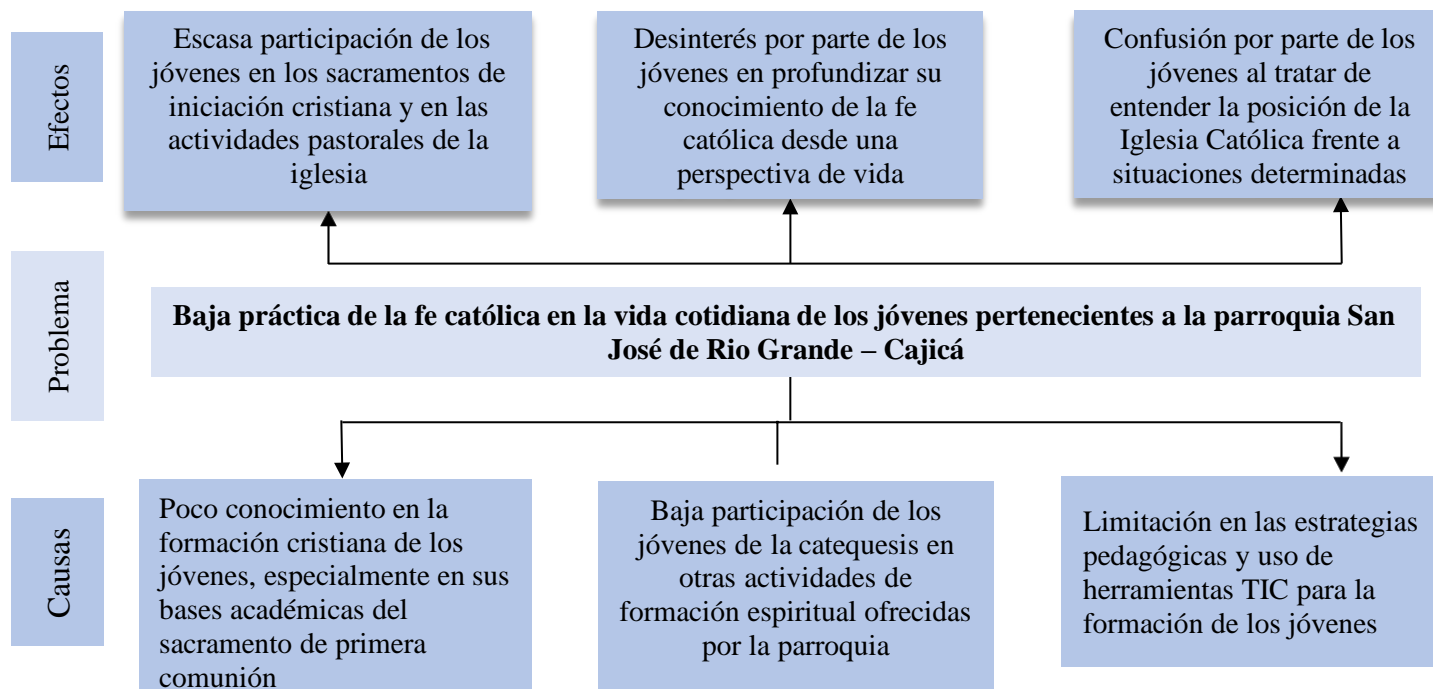 Efectos
Escasa participación de los
jóvenes en los sacramentos de
iniciación cristiana y en las
actividades pastorales de la
iglesia
Desinterés por parte de los
jóvenes en profundizar su
conocimiento de la fe
católica desde una
perspectiva de vida
Confusión por parte de los
jóvenes al tratar de
entender la posición de la
Iglesia Católica frente a
situaciones determinadas
Problema
Baja práctica de la fe católica en la vida cotidiana de los jóvenes pertenecientes a la parroquia San
José de Rio Grande – Cajicá
Causas
Poco conocimiento en la
formación cristiana de los
jóvenes, especialmente en sus
bases académicas del
sacramento de primera
comunión
Baja participación de los
jóvenes de la catequesis en
otras actividades de
formación espiritual ofrecidas
por la parroquia
Limitación en las estrategias
pedagógicas y uso de
herramientas TIC para la
formación de los jóvenes